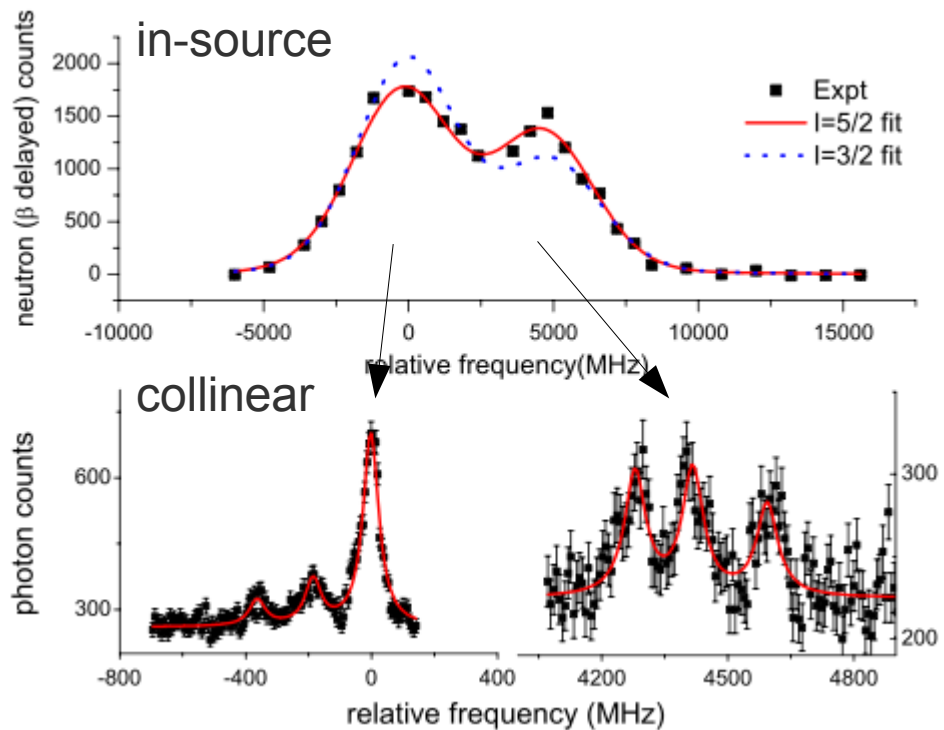 in-source
neutron (β delayed) counts
2000
1500
1000
500
0
Expt
I=5/2 fit
I=3/2 fit
-10000 -5000 0 5000 10000 15000
relative frequency(MHz)
collinear
photon counts
600
300
300
200
-800 -400 0 400 4200 4500 4800
relative frequency (MHz)